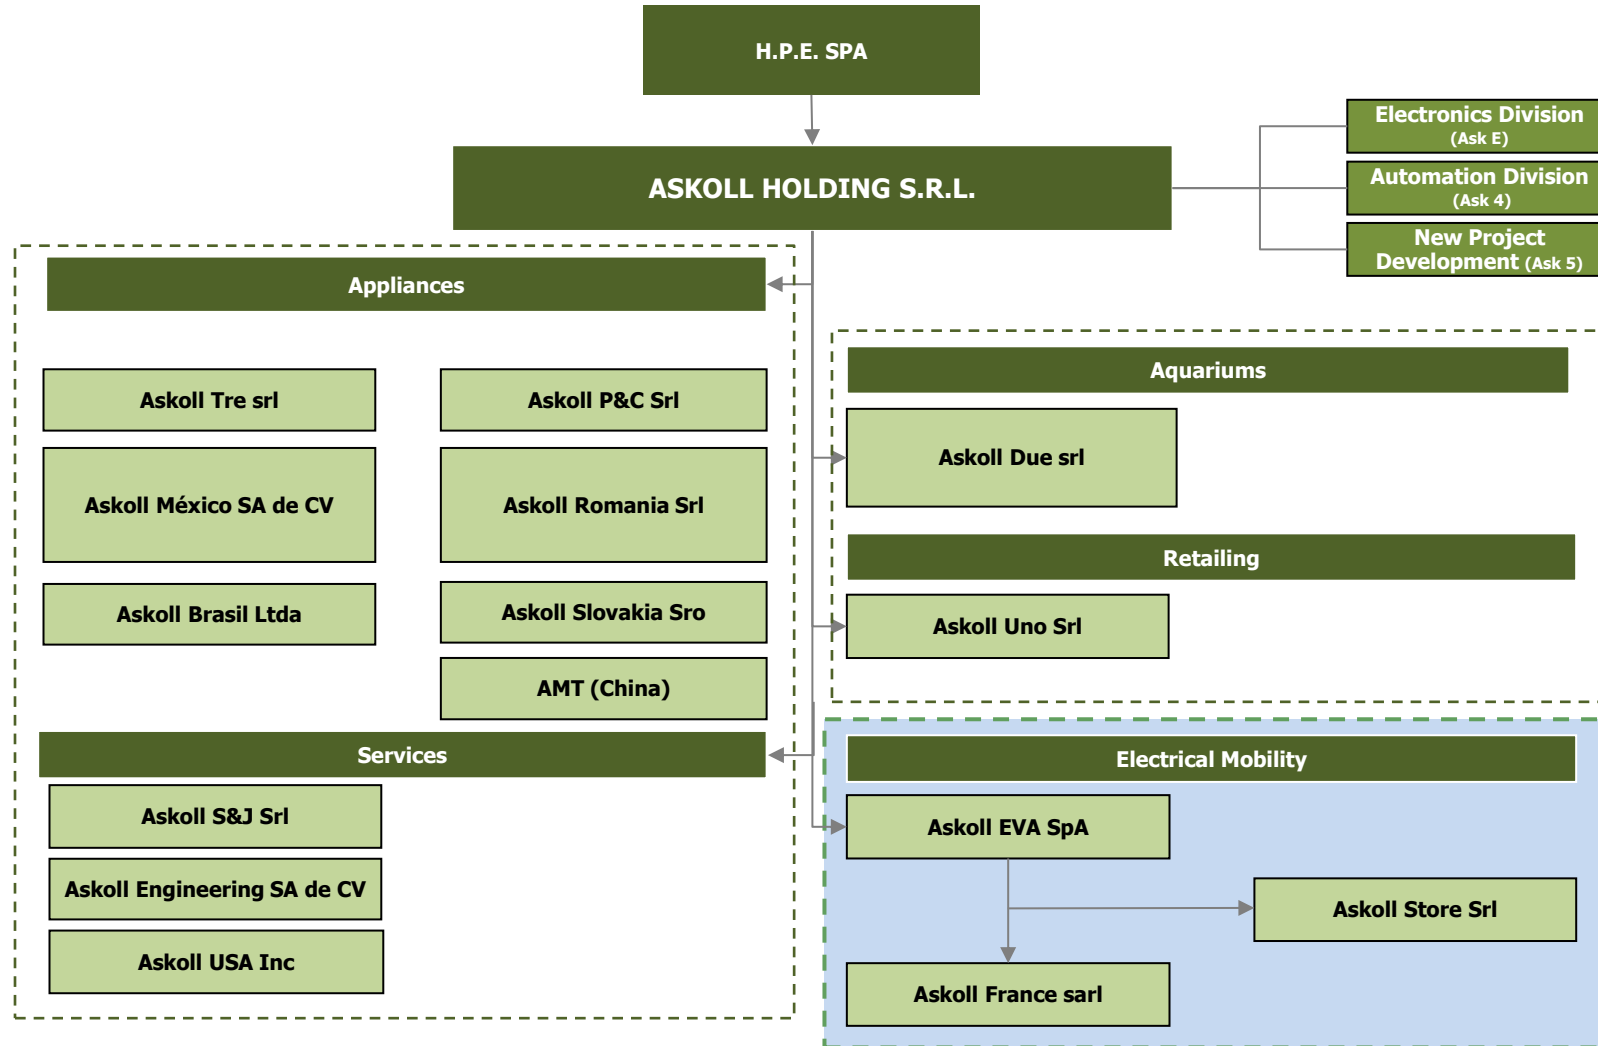 H.P.E. SPA
ASKOLL HOLDING S.R.L.
Electronics Division
(Ask E)
Automation Division
(Ask 4)
New Project
Development (Ask 5)
Appliances
Askoll Tre srl
Askoll P&C Srl
Askoll México SA de CV
Askoll Romania Srl
Askoll Brasil Ltda
Askoll Slovakia Sro
AMT (China)
Services
Askoll S&J Srl
Askoll Engineering SA de CV
Askoll USA Inc
Aquariums
Askoll Due srl
Retailing
Askoll Uno Srl
Electrical Mobility
Askoll EVA SpA
Askoll Store Srl
Askoll France sarl